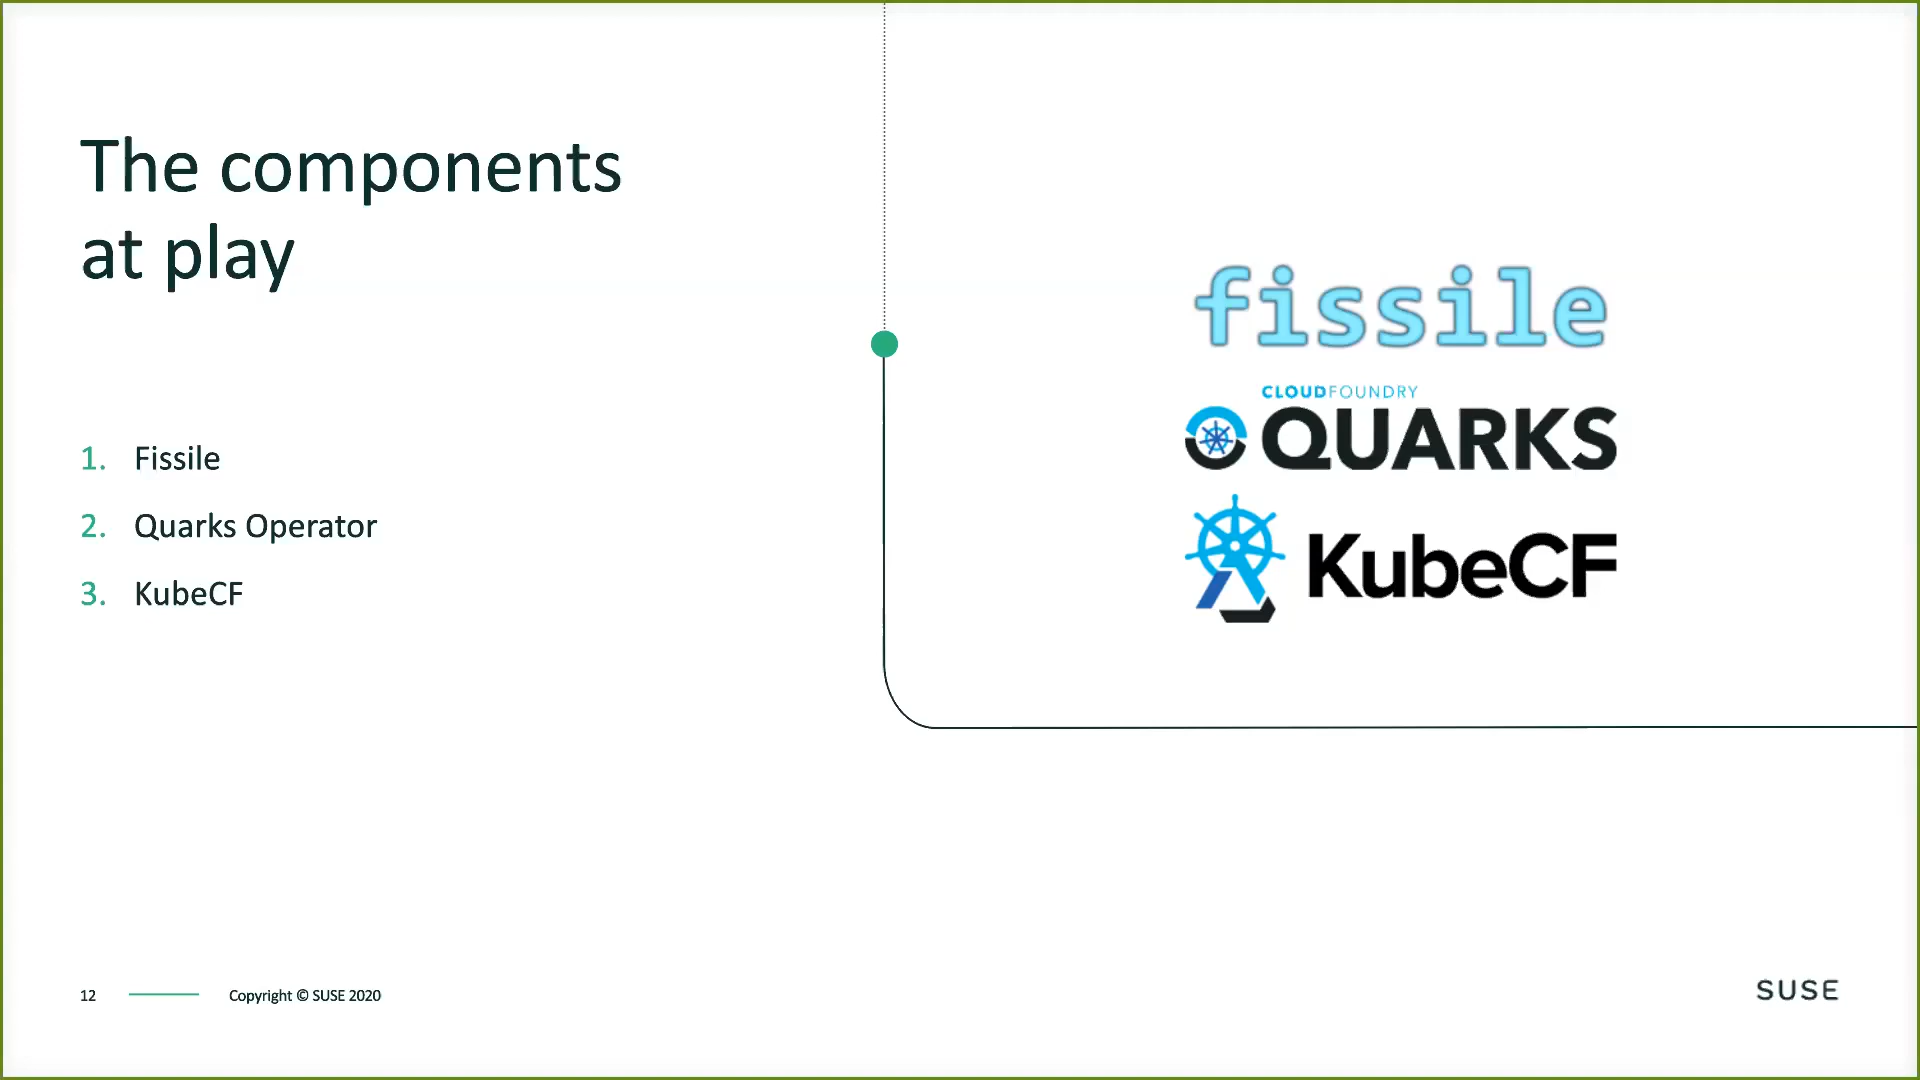 The components
at play
1. Fissile
2. Quarks Operator
3. KubeCF
fissile
CLOUDFOUNDRY
QUARKS
KubeCF
12
Copyright © SUSE 2020
SUSE